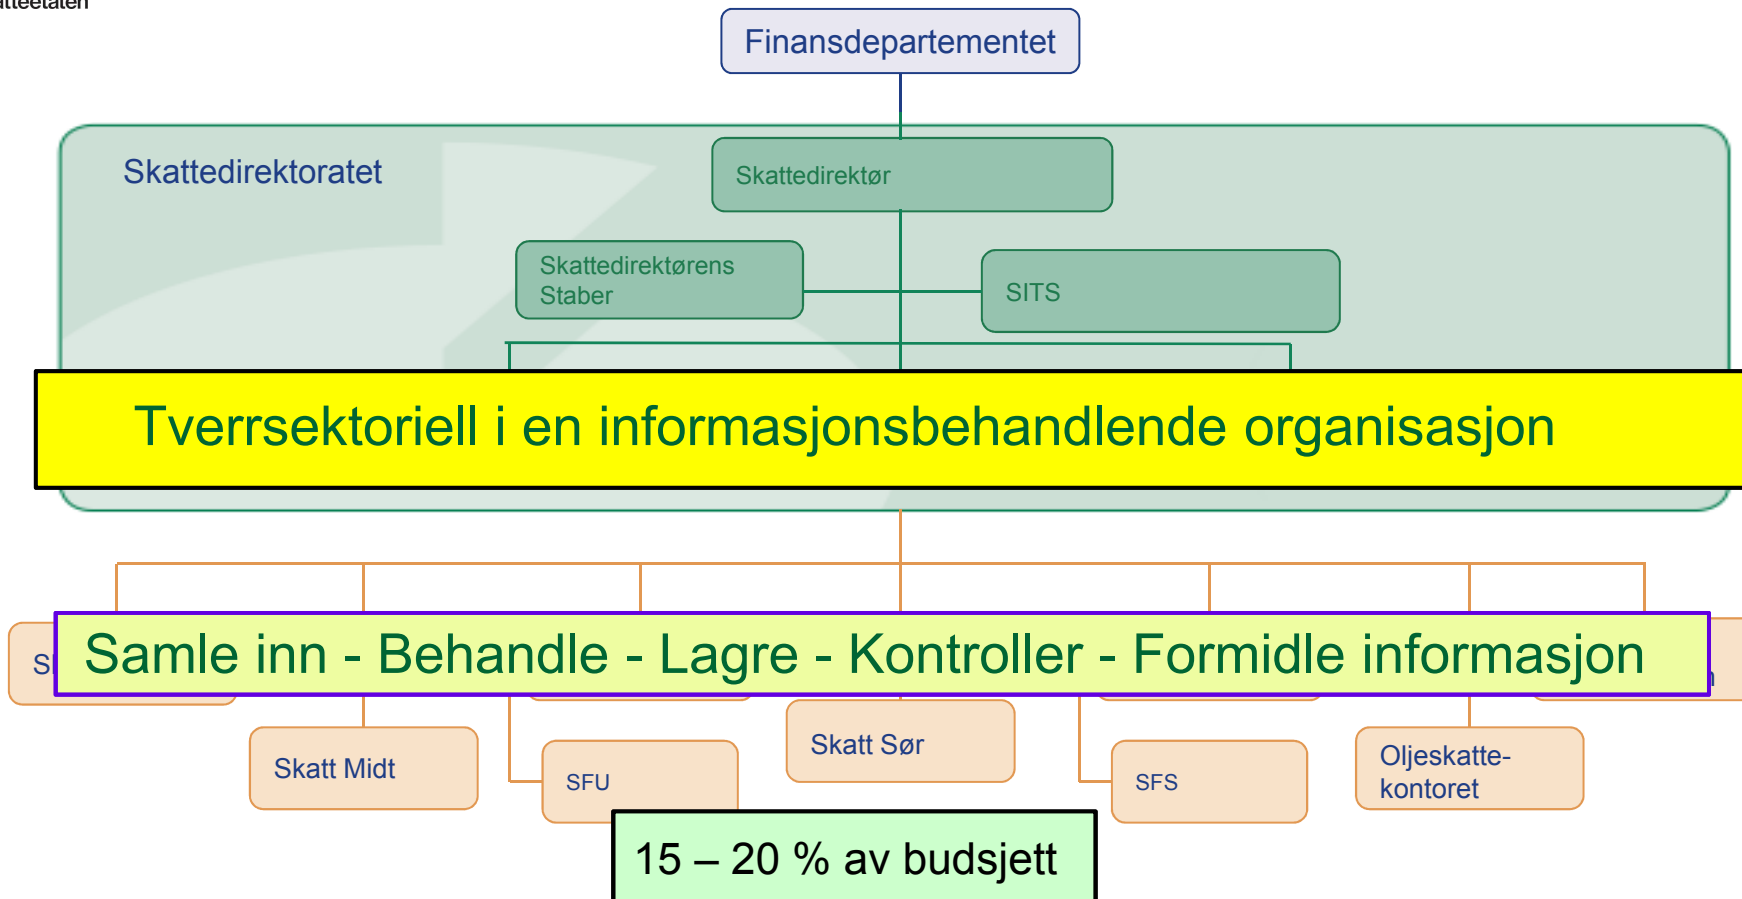 Finansdepartementet
Skattedirektoratet
Skattedirektør
Skattedirektørens
Staber
SITS
Tverrsektoriell i en informasjonsbehandlende organisasjon
Samle inn - Behandle - Lagre - Kontroller - Formidle informasjon
Skatt Midt
SFU
Skatt Sør
SFS
Oljeskatte-
kontoret
15 – 20 % av budsjett